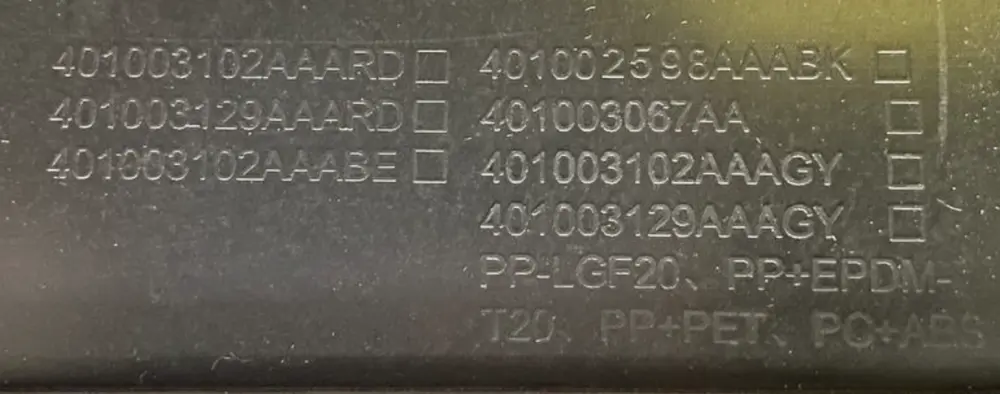 401003102AAARD□ 401002598AAABK □
401003129AAARD□ 401003067AA □
401003102AAABE□ 401003102AAAGY □
401003129AAAGY □
PP-LGF20、PP+EPDM-
T20、PP+PET、PC+ABS